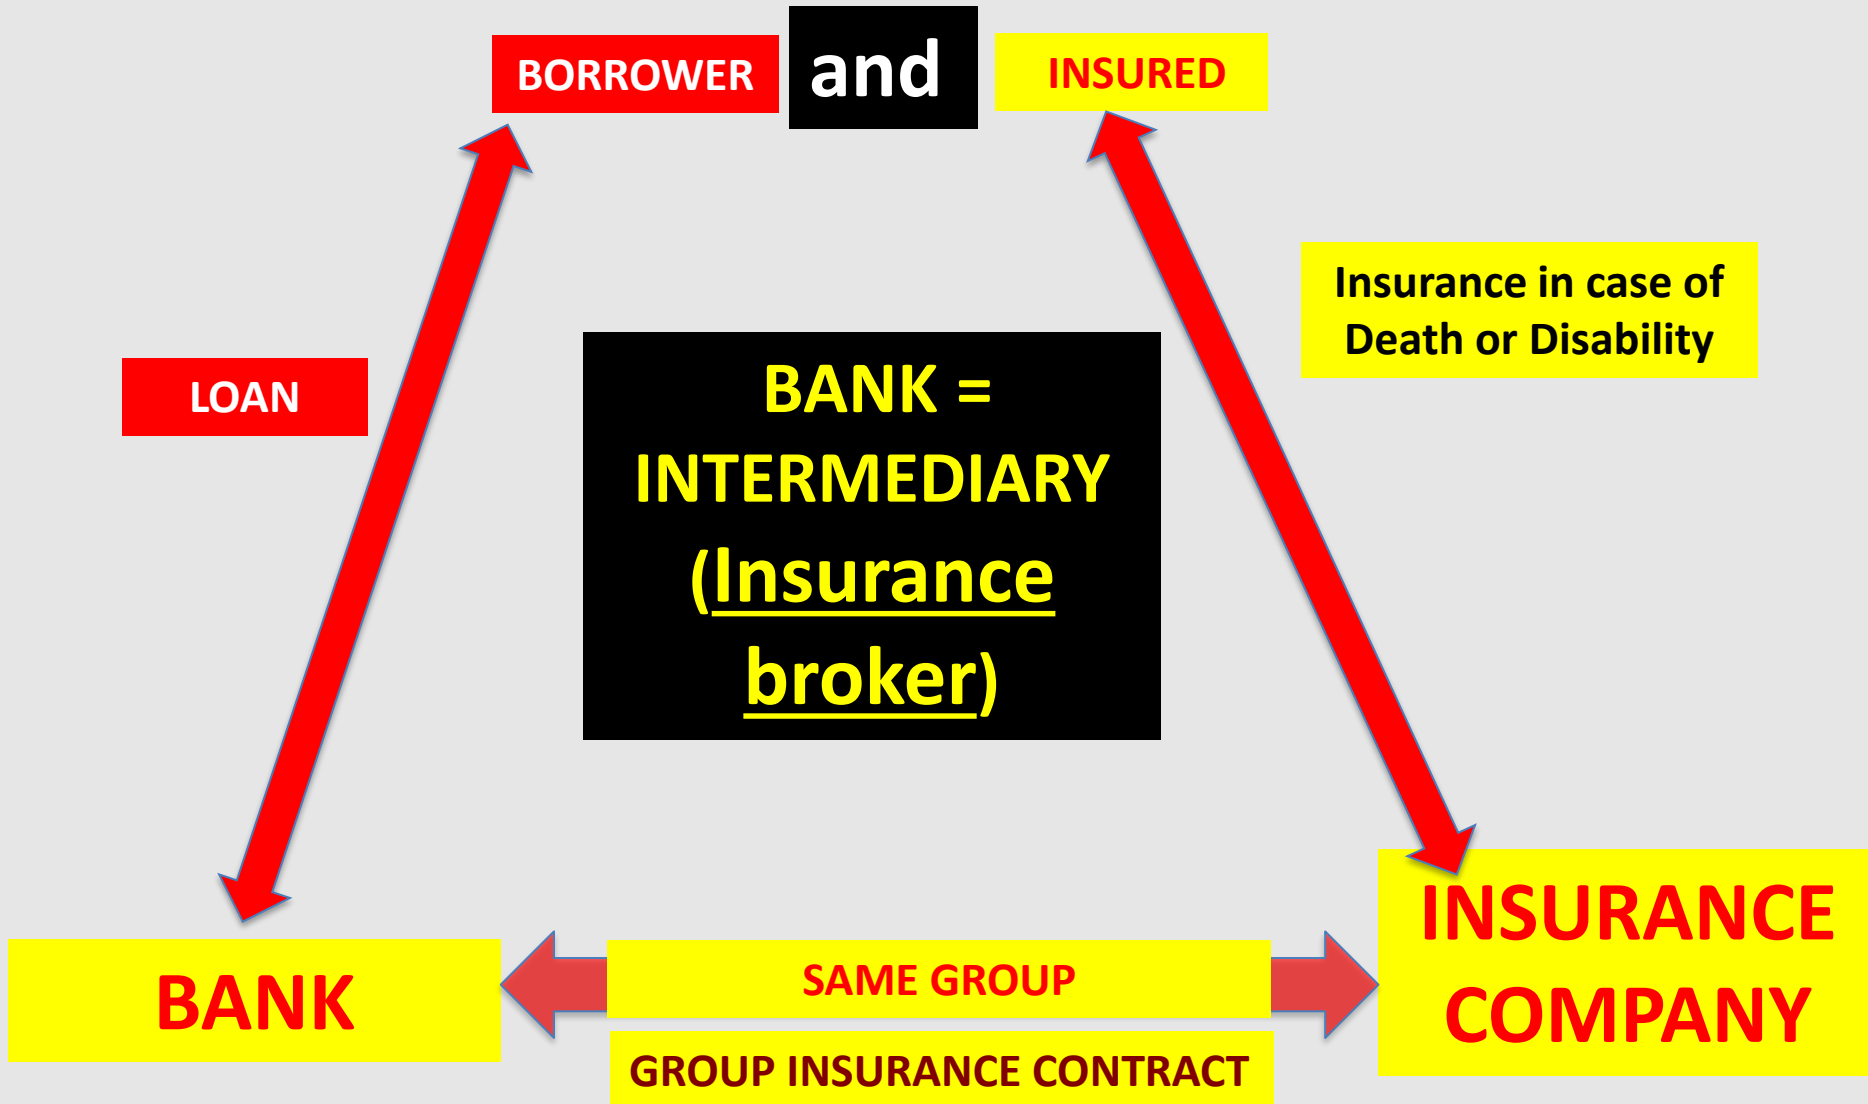 BORROWER and INSURED
Insurance in case of
Death or Disability
LOAN
BANK =
INTERMEDIARY
(Insurance
broker)
BANK
SAME GROUP
GROUP INSURANCE CONTRACT
INSURANCE
COMPANY